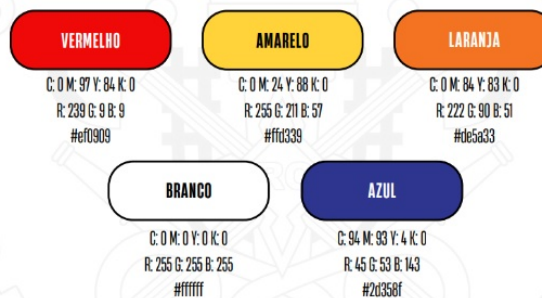 VERMELHO
C: 0 M: 97 Y: 84 K: 0
R: 239 G: 9 B: 9
#ef0909
AMARELO
C: 0 M: 24 Y: 88 K: 0
R: 255 G: 211 B: 57
#ffd339
LARANJA
C: 0 M: 84 Y: 83 K: 0
R: 222 G: 90 B: 51
#de5a33
BRANCO
C: 0 M: 0 Y: 0 K: 0
R: 255 G: 255 B: 255
#ffffff
AZUL
C: 94 M: 93 Y: 4 K: 0
R: 45 G: 53 B: 143
#2d358f